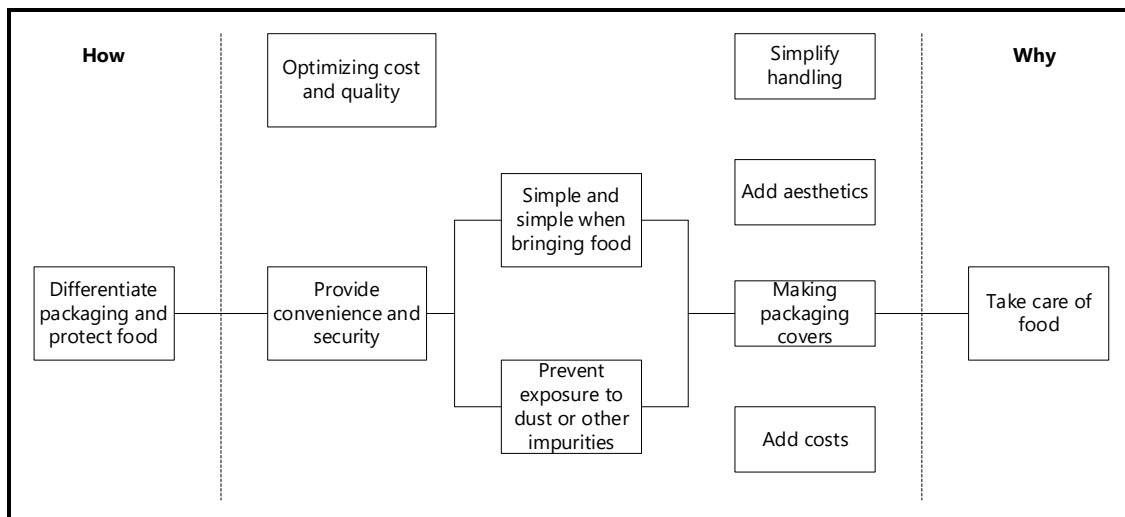 How
Optimizing cost
and quality
Simplify
handling
Why
Add aesthetics
Simple and
simple when
bringing food
Differentiate
packaging and
protect food
Provide
convenience and
security
Making
packaging
covers
Take care of
food
Prevent
exposure to
dust or other
impurities
Add costs